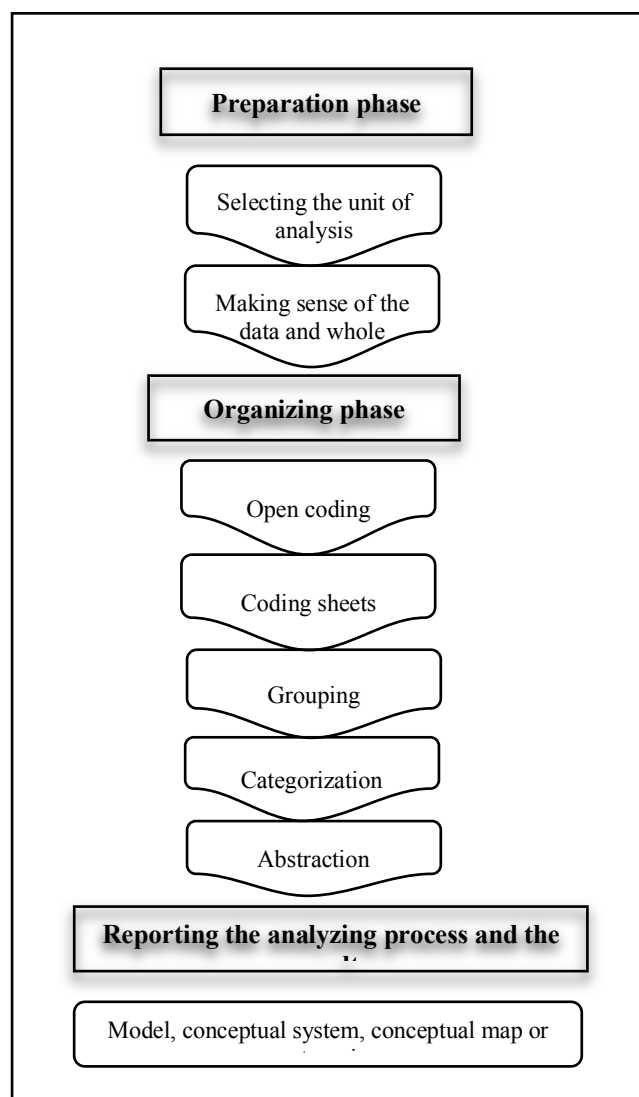 Preparation phase
Selecting the unit of
analysis
Making sense of the
data and whole
Organizing phase
Open coding
Coding sheets
Grouping
Categorization
Abstraction
Reporting the analyzing process and the
Model, conceptual system, conceptual map or